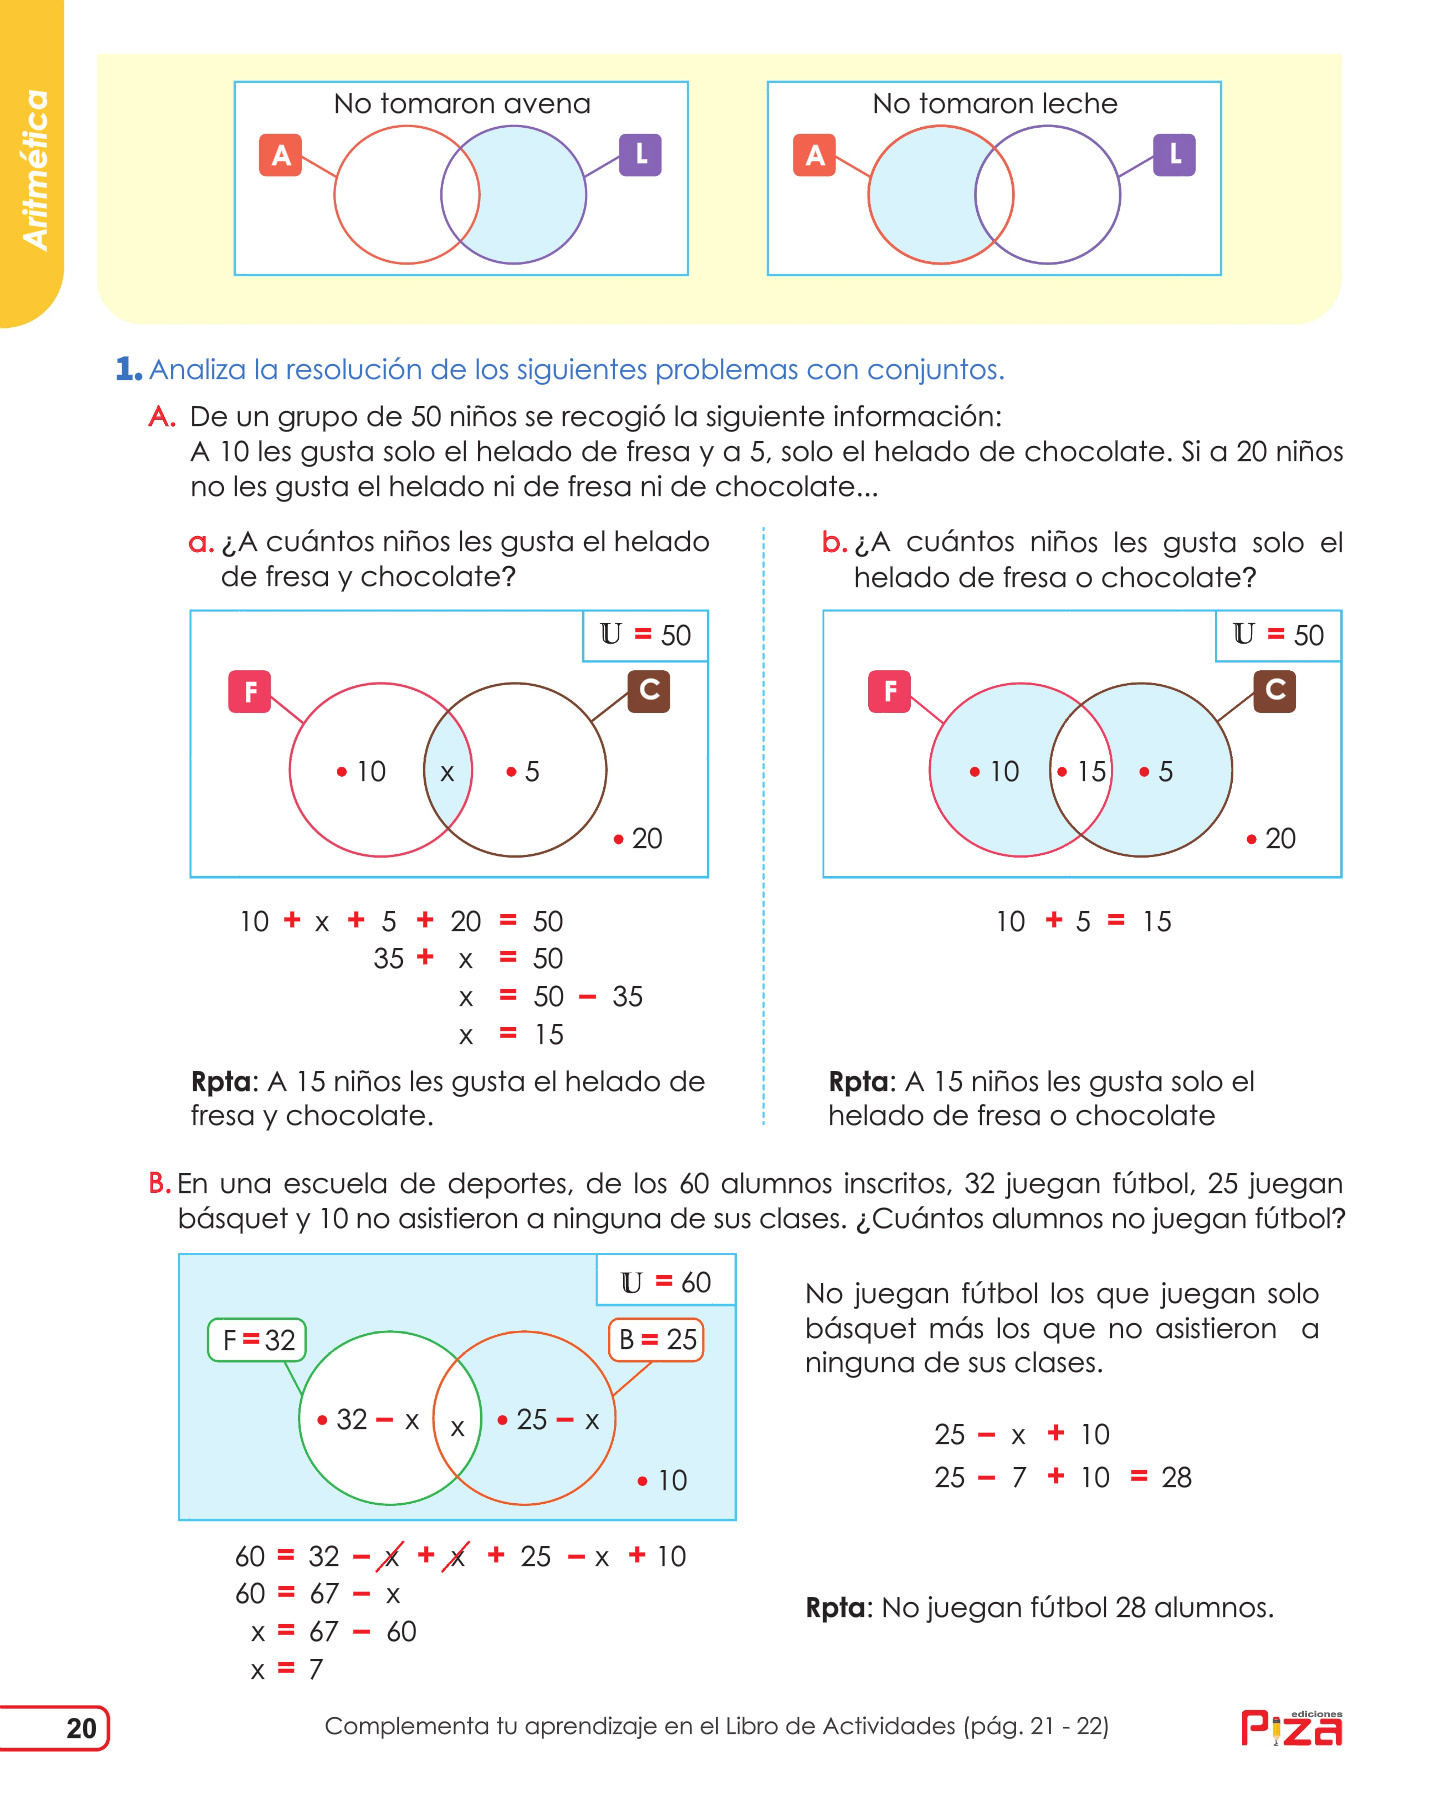 Aritmética
No tomaron avena
A
L
No tomaron leche
A
L
1. Analiza la resolución de los siguientes problemas con conjuntos.
A. De un grupo de 50 niños se recogió la siguiente información:
A 10 les gusta solo el helado de fresa y a 5, solo el helado de chocolate. Si a 20 niños
no les gusta el helado ni de fresa ni de chocolate...
a. ¿A cuántos niños les gusta el helado
de fresa y chocolate?
𝕌 = 50
F
C
• 10
x
• 5
• 20
10 + x + 5 + 20 = 50
35 + x = 50
x = 50 − 35
x = 15
Rpta: A 15 niños les gusta el helado de
fresa y chocolate.
b. ¿A cuántos niños les gusta solo el
helado de fresa o chocolate?
𝕌 = 50
F
C
• 10
• 15
• 5
• 20
10 + 5 = 15
Rpta: A 15 niños les gusta solo el
helado de fresa o chocolate
B. En una escuela de deportes, de los 60 alumnos inscritos, 32 juegan fútbol, 25 juegan
básquet y 10 no asistieron a ninguna de sus clases. ¿Cuántos alumnos no juegan fútbol?
𝕌 = 60
F = 32
B = 25
• 32 − x
x
• 25 − x
• 10
60 = 32 − x + x + 25 − x + 10
60 = 67 − x
x = 67 − 60
x = 7
No juegan fútbol los que juegan solo
básquet más los que no asistieron a
ninguna de sus clases.
25 − x + 10
25 − 7 + 10 = 28
Rpta: No juegan fútbol 28 alumnos.
20
Complementa tu aprendizaje en el Libro de Actividades (pág. 21 - 22)
ediciones
Piza